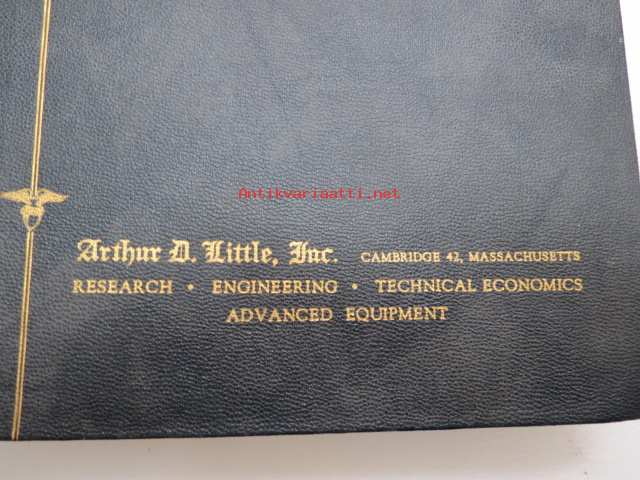 Antikvariaatti.net
Arthur D. Little, Inc. CAMBRIDGE 42, MASSACHUSETTS
RESEARCH • ENGINEERING • TECHNICAL ECONOMICS
ADVANCED EQUIPMENT